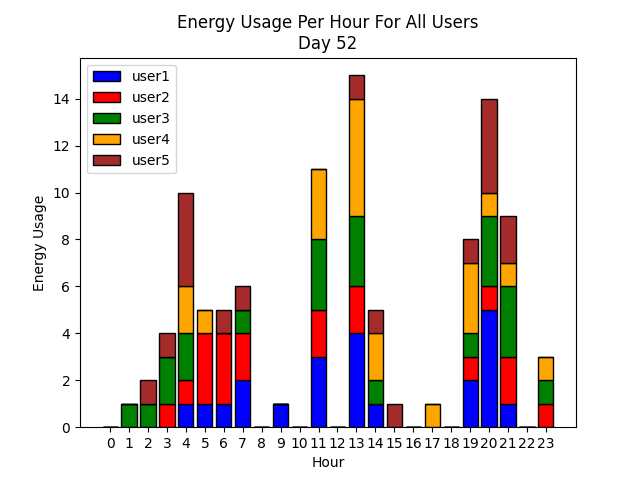 Energy Usage Per Hour For All Users
Day 52
user1
user2
user3
user4
user5
Energy Usage
14
12
10
8
6
4
2
0
0 1 2 3 4 5 6 7 8 9 10 11 12 13 14 15 16 17 18 19 20 21 22 23
Hour